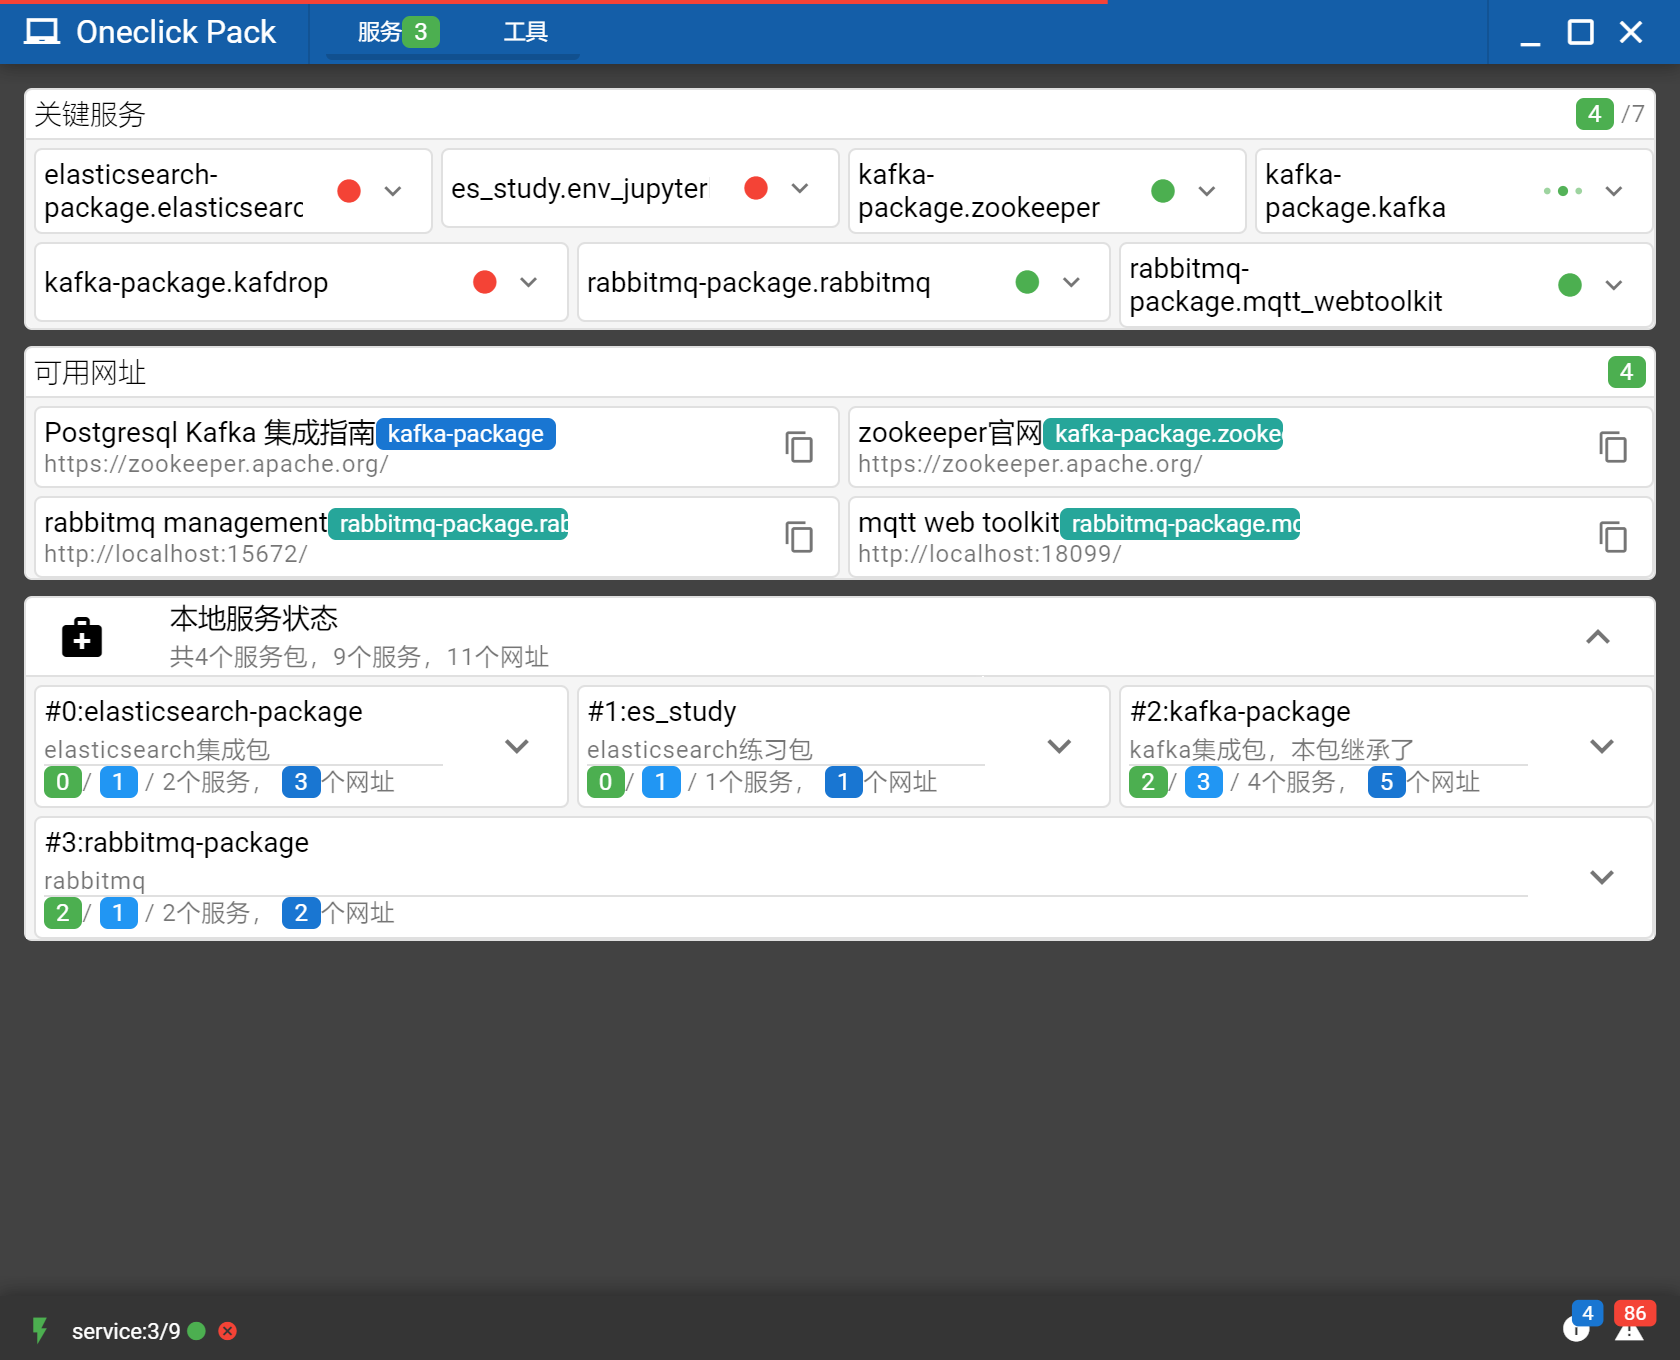 Oneclick Pack
服务 3
工具
关键服务
4 /7
elasticsearch-
package.elasticsearc
es_study.env_jupyter
kafka-
package.zookeeper
kafka-
package.kafka
kafka-package.kafdrop
rabbitmq-package.rabbitmq
rabbitmq-
package.mqtt_webtoolkit
可用网址
4
Postgresql Kafka 集成指南 kafka-package
https://zookeeper.apache.org/
zookeeper官网 kafka-package.zooke
https://zookeeper.apache.org/
rabbitmq management rabbitmq-package.rab
http://localhost:15672/
mqtt web toolkit rabbitmq-package.mq
http://localhost:18099/
本地服务状态
共4个服务包，9个服务，11个网址
#0:elasticsearch-package
elasticsearch集成包
0 / 1 / 2个服务， 3 个网址
#1:es_study
elasticsearch练习包
0 / 1 / 1个服务， 1 个网址
#2:kafka-package
kafka集成包，本包继承了
2 / 3 / 4个服务， 5 个网址
#3:rabbitmq-package
rabbitmq
2 / 1 / 2个服务， 2 个网址
service:3/9
4
86